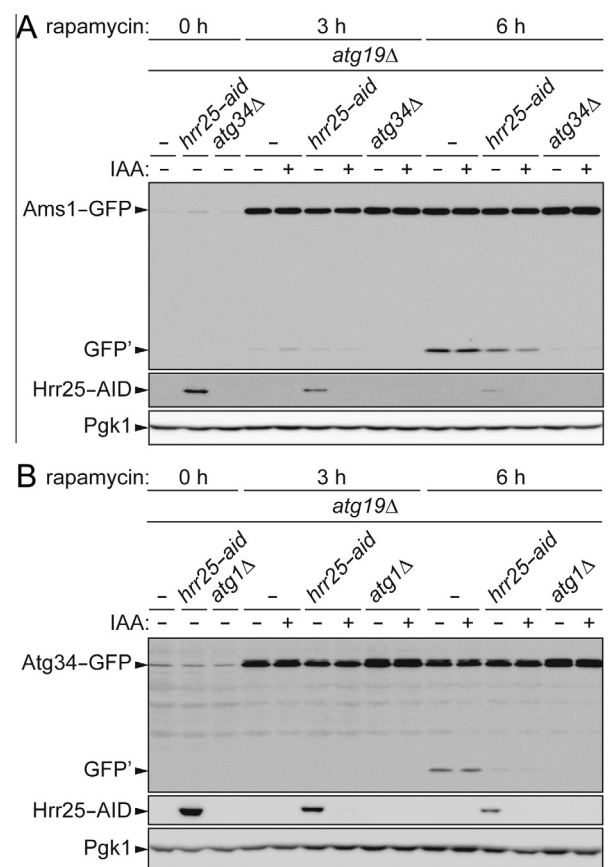 A rapamycin: 0 h 3 h 6 h
atg19Δ
– hrr25–aid atg34Δ – hrr25–aid atg34Δ – hrr25–aid atg34Δ
IAA: – – – – + – + – + – + – + – +
Ams1–GFP
GFP'
Hrr25–AID
Pgk1
B rapamycin: 0 h 3 h 6 h
atg19Δ
– hrr25–aid atg1Δ – hrr25–aid atg1Δ – hrr25–aid atg1Δ
IAA: – – – – + – + – + – + – + – +
Atg34–GFP
GFP'
Hrr25–AID
Pgk1